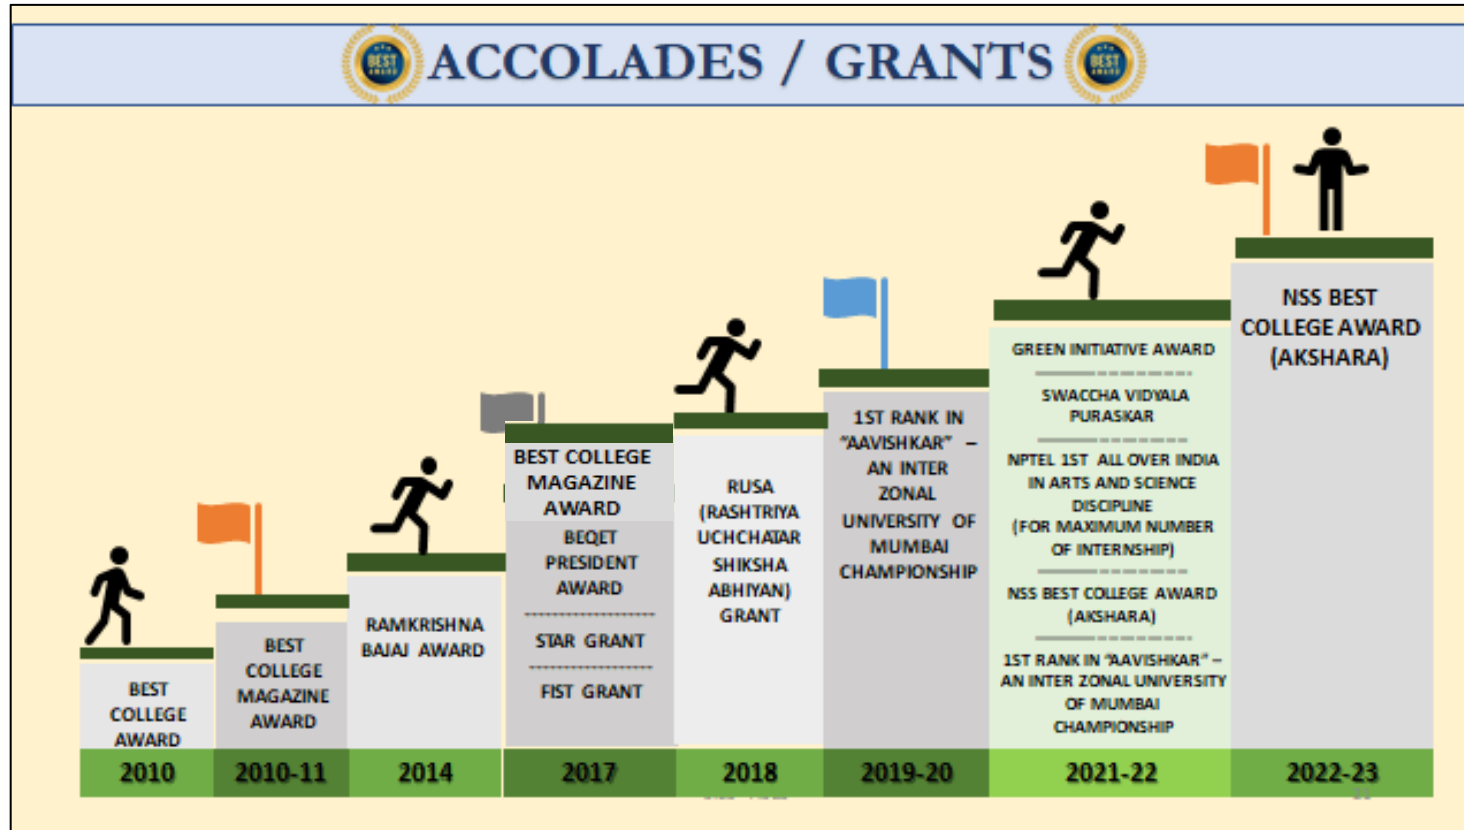 BEST
AWARD
ACCOLADES / GRANTS
BEST
AWARD
BEST
COLLEGE
AWARD
2010
BEST
COLLEGE
MAGAZINE
AWARD
2010-11
RAMKRISHNA
BAJAJ AWARD
2014
BEST COLLEGE
MAGAZINE
AWARD
BEQET
PRESIDENT
AWARD
STAR GRANT
FIST GRANT
2017
RUSA
(RASHTRIYA
UCHCHATAR
SHIKSHA
ABHIYAN)
GRANT
2018
1ST RANK IN
“AAVISHKAR” –
AN INTER
ZONAL
UNIVERSITY OF
MUMBAI
CHAMPIONSHIP
2019-20
GREEN INITIATIVE AWARD
SWACCHA VIDYALA
PURASKAR
NPTEL 1ST ALL OVER INDIA
IN ARTS AND SCIENCE
DISCIPLINE
(FOR MAXIMUM NUMBER
OF INTERNSHIP)
NSS BEST COLLEGE AWARD
(AKSHARA)
1ST RANK IN “AAVISHKAR” –
AN INTER ZONAL UNIVERSITY
OF MUMBAI
CHAMPIONSHIP
2021-22
NSS BEST
COLLEGE AWARD
(AKSHARA)
2022-23